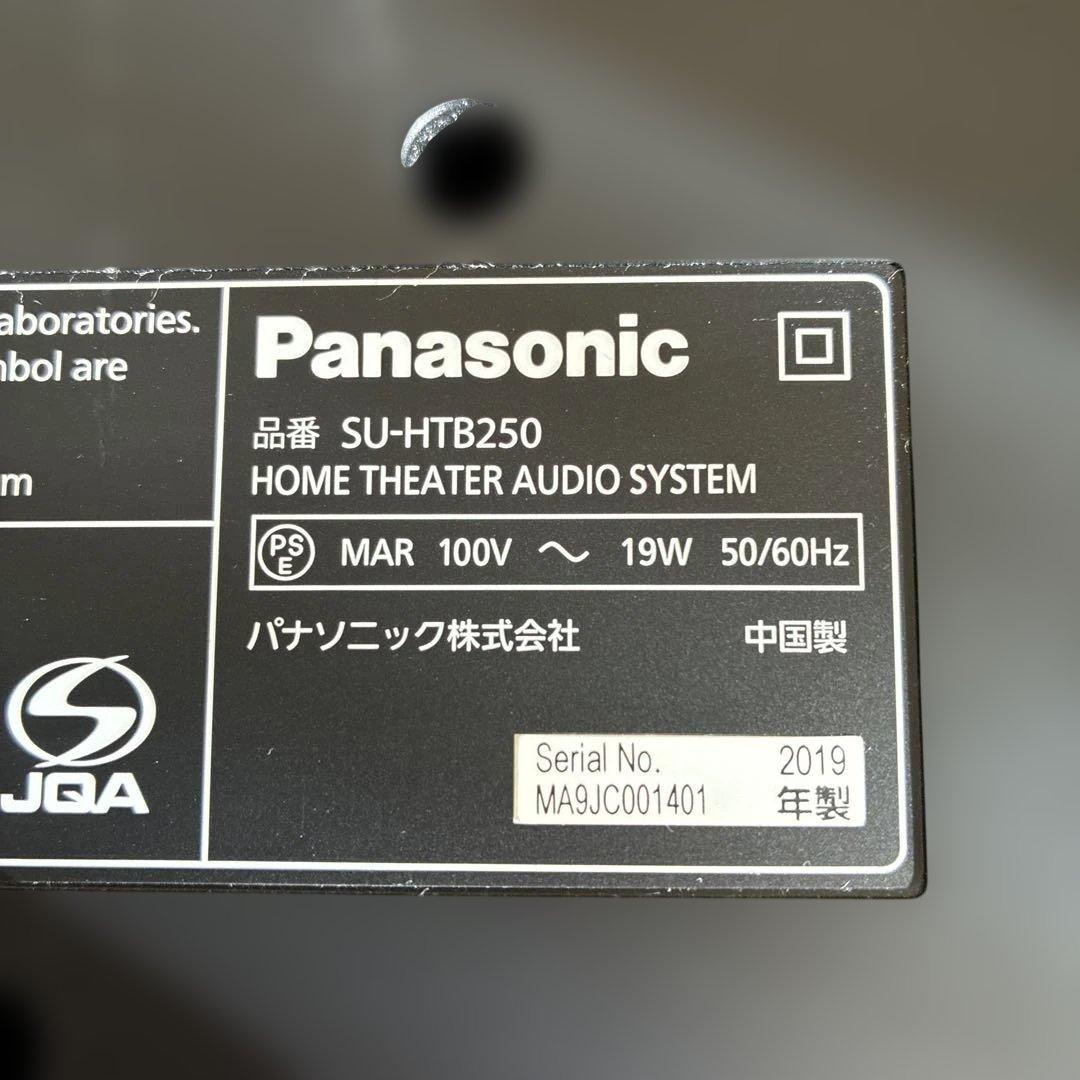 aboratories.
nbol are
m
JQA
Panasonic
品番 SU-HTB250
HOME THEATER AUDIO SYSTEM
PSE MAR 100V ～ 19W 50/60Hz
パナソニック株式会社 中国製
Serial No. 2019
MA9JC001401 年製